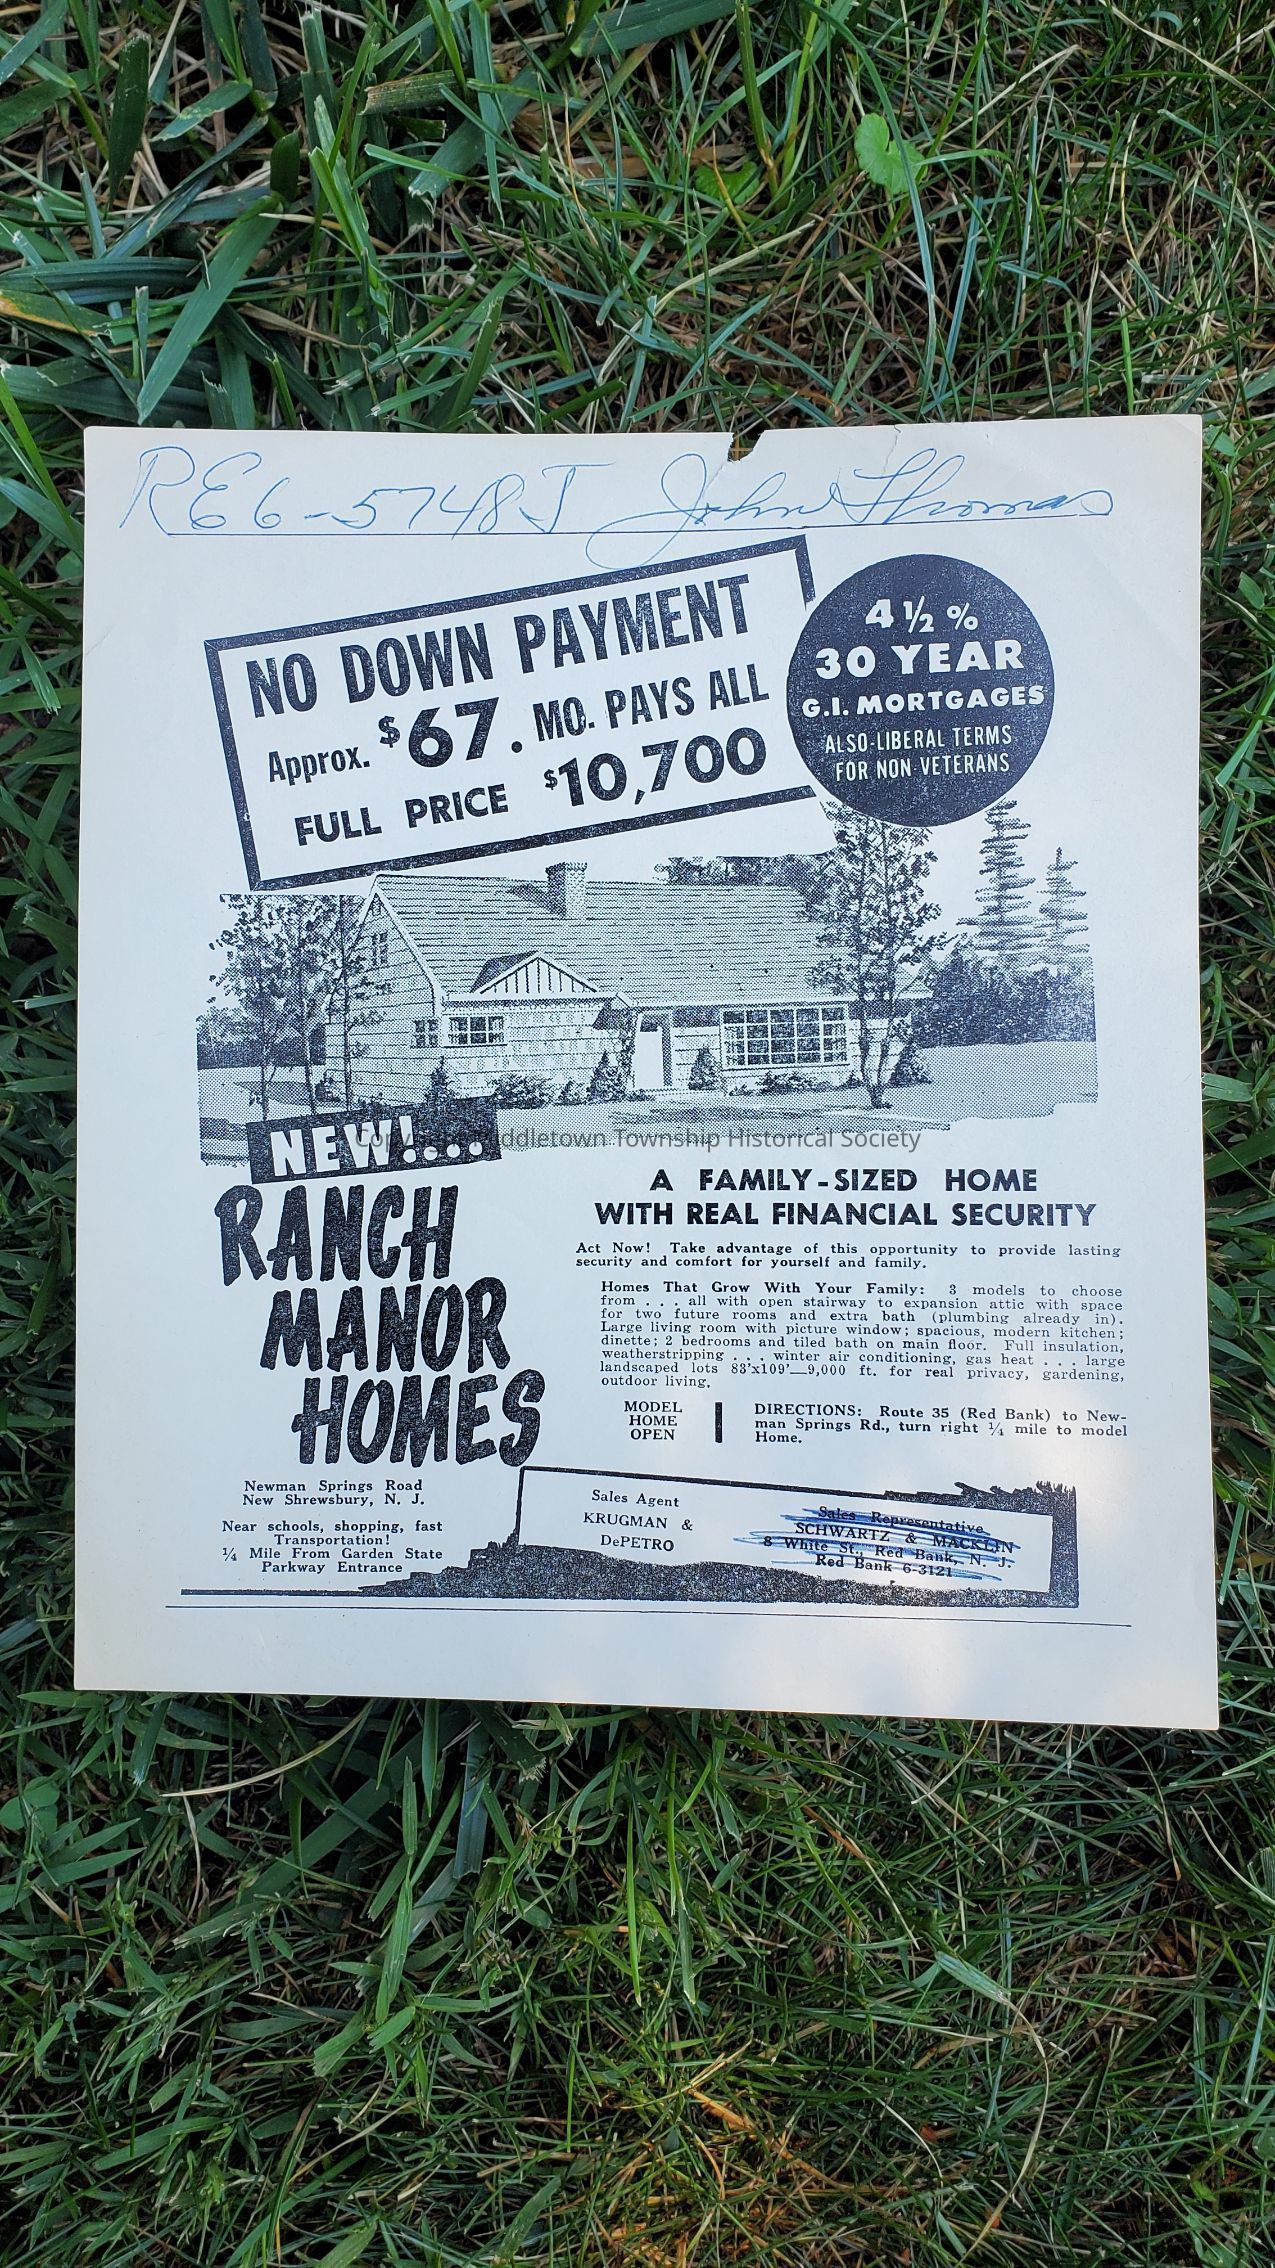 RE6-5748J John Thomas
NO DOWN PAYMENT
Approx. $67. MO. PAYS ALL
FULL PRICE $10,700
4 1/2 %
30 YEAR
G.I. MORTGAGES
ALSO-LIBERAL TERMS
FOR NON-VETERANS
NEW!...
Copyright Middletown Township Historical Society
RANCH
MANOR
HOMES
A FAMILY-SIZED HOME
WITH REAL FINANCIAL SECURITY
Act Now! Take advantage of this opportunity to provide lasting
security and comfort for yourself and family.
Homes That Grow With Your Family: 3 models to choose
from . . . all with open stairway to expansion attic with space
for two future rooms and extra bath (plumbing already in).
Large living room with picture window; spacious, modern kitchen;
dinette; 2 bedrooms and tiled bath on main floor. Full insulation,
weatherstripping . . . winter air conditioning, gas heat . . . large
landscaped lots 83'x109'—9,000 ft. for real privacy, gardening,
outdoor living.
MODEL
HOME
OPEN
DIRECTIONS: Route 35 (Red Bank) to New-
man Springs Rd., turn right 1/4 mile to model
Home.
Newman Springs Road
New Shrewsbury, N. J.
Near schools, shopping, fast
Transportation!
1/4 Mile From Garden State
Parkway Entrance
Sales Agent
KRUGMAN &
DePETRO
Sales Representative
SCHWARTZ & MACKLIN
8 White St., Red Bank, N. J.
Red Bank 6-3121